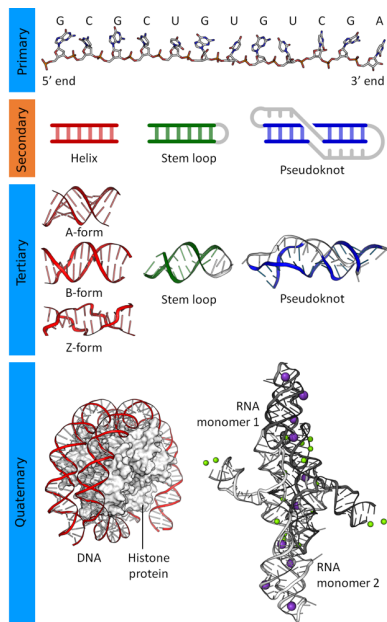 Primary
G C G C U G U G U C G A
5' end
3' end
Secondary
Helix
Stem loop
Pseudoknot
Tertiary
A-form
B-form
Z-form
Stem loop
Pseudoknot
Quaternary
DNA
Histone
protein
RNA
monomer 1
RNA
monomer 2